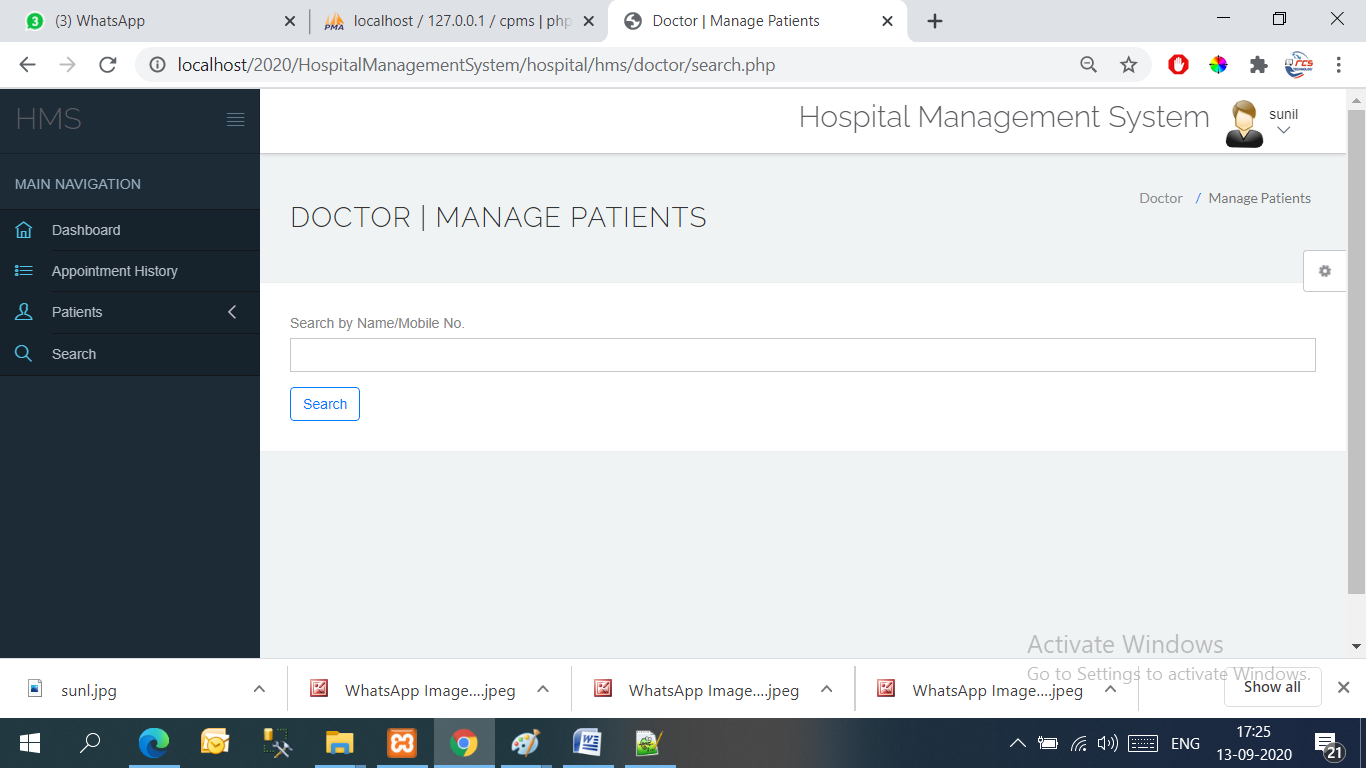 3 (3) WhatsApp
PMA localhost / 127.0.0.1 / cpms | php
Doctor | Manage Patients
localhost/2020/HospitalManagementSystem/hospital/hms/doctor/search.php
rcs
HMS
Hospital Management System
sunil
MAIN NAVIGATION
Dashboard
Appointment History
Patients
Search
DOCTOR | MANAGE PATIENTS
Doctor / Manage Patients
Search by Name/Mobile No.
Search
Activate Windows
Go to Settings to activate Windows.
sunl.jpg
WhatsApp Image....jpeg
WhatsApp Image....jpeg
WhatsApp Image....jpeg
Show all
ENG
17:25
13-09-2020
21